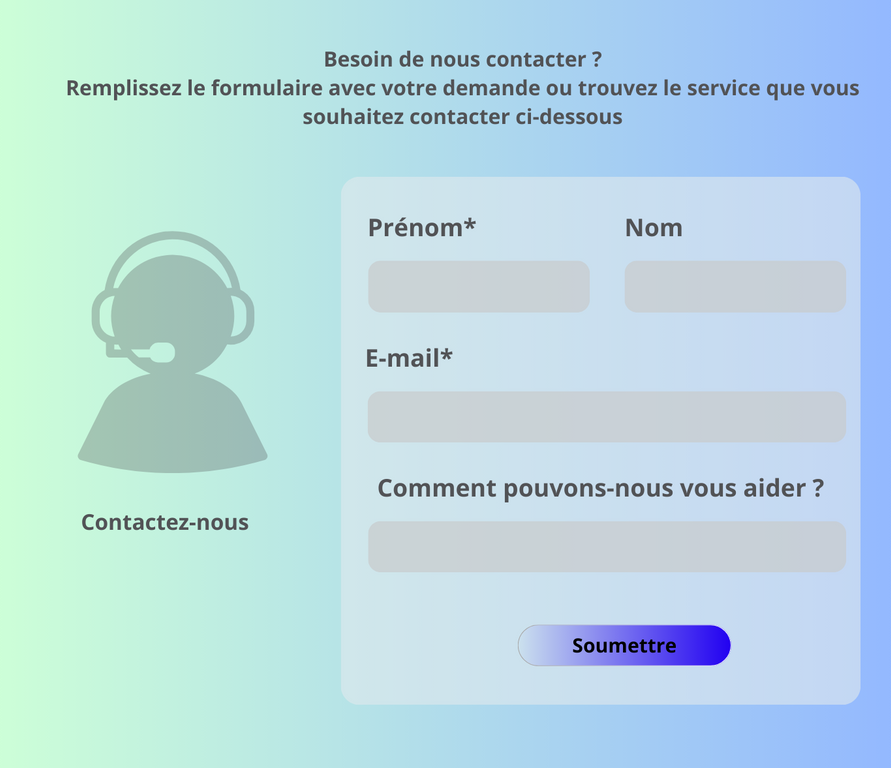 Besoin de nous contacter ?
Remplissez le formulaire avec votre demande ou trouvez le service que vous
souhaitez contacter ci-dessous
Prénom*
Nom
E-mail*
Comment pouvons-nous vous aider ?
Contactez-nous
Soumettre